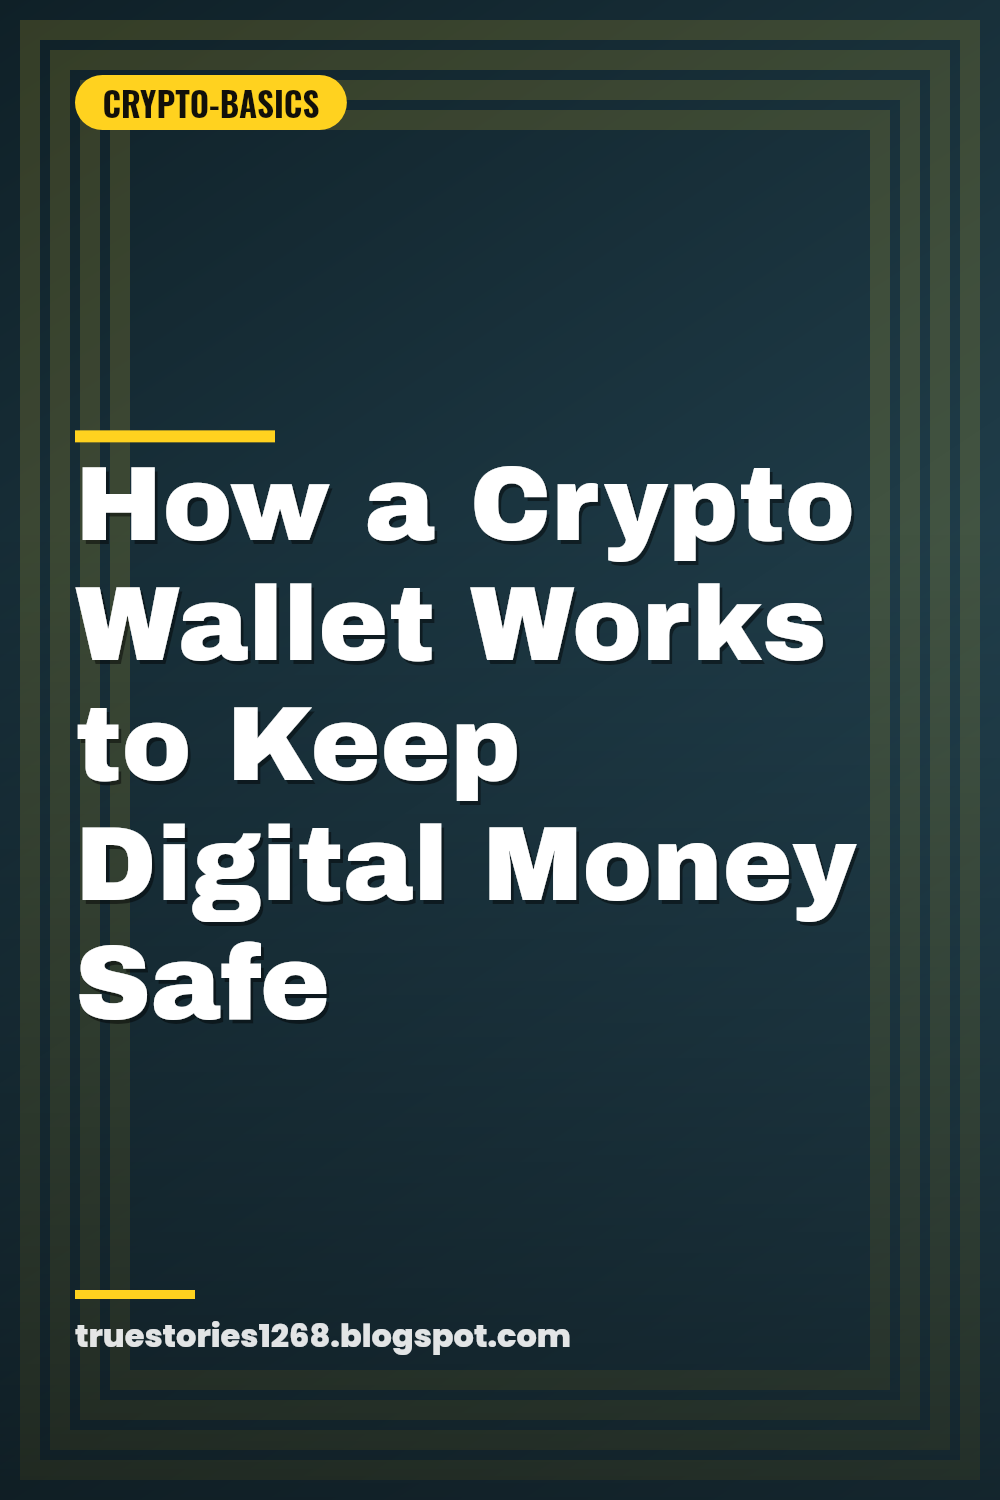 CRYPTO-BASICS
How a Crypto
Wallet Works
to Keep
Digital Money
Safe
truestories1268.blogspot.com